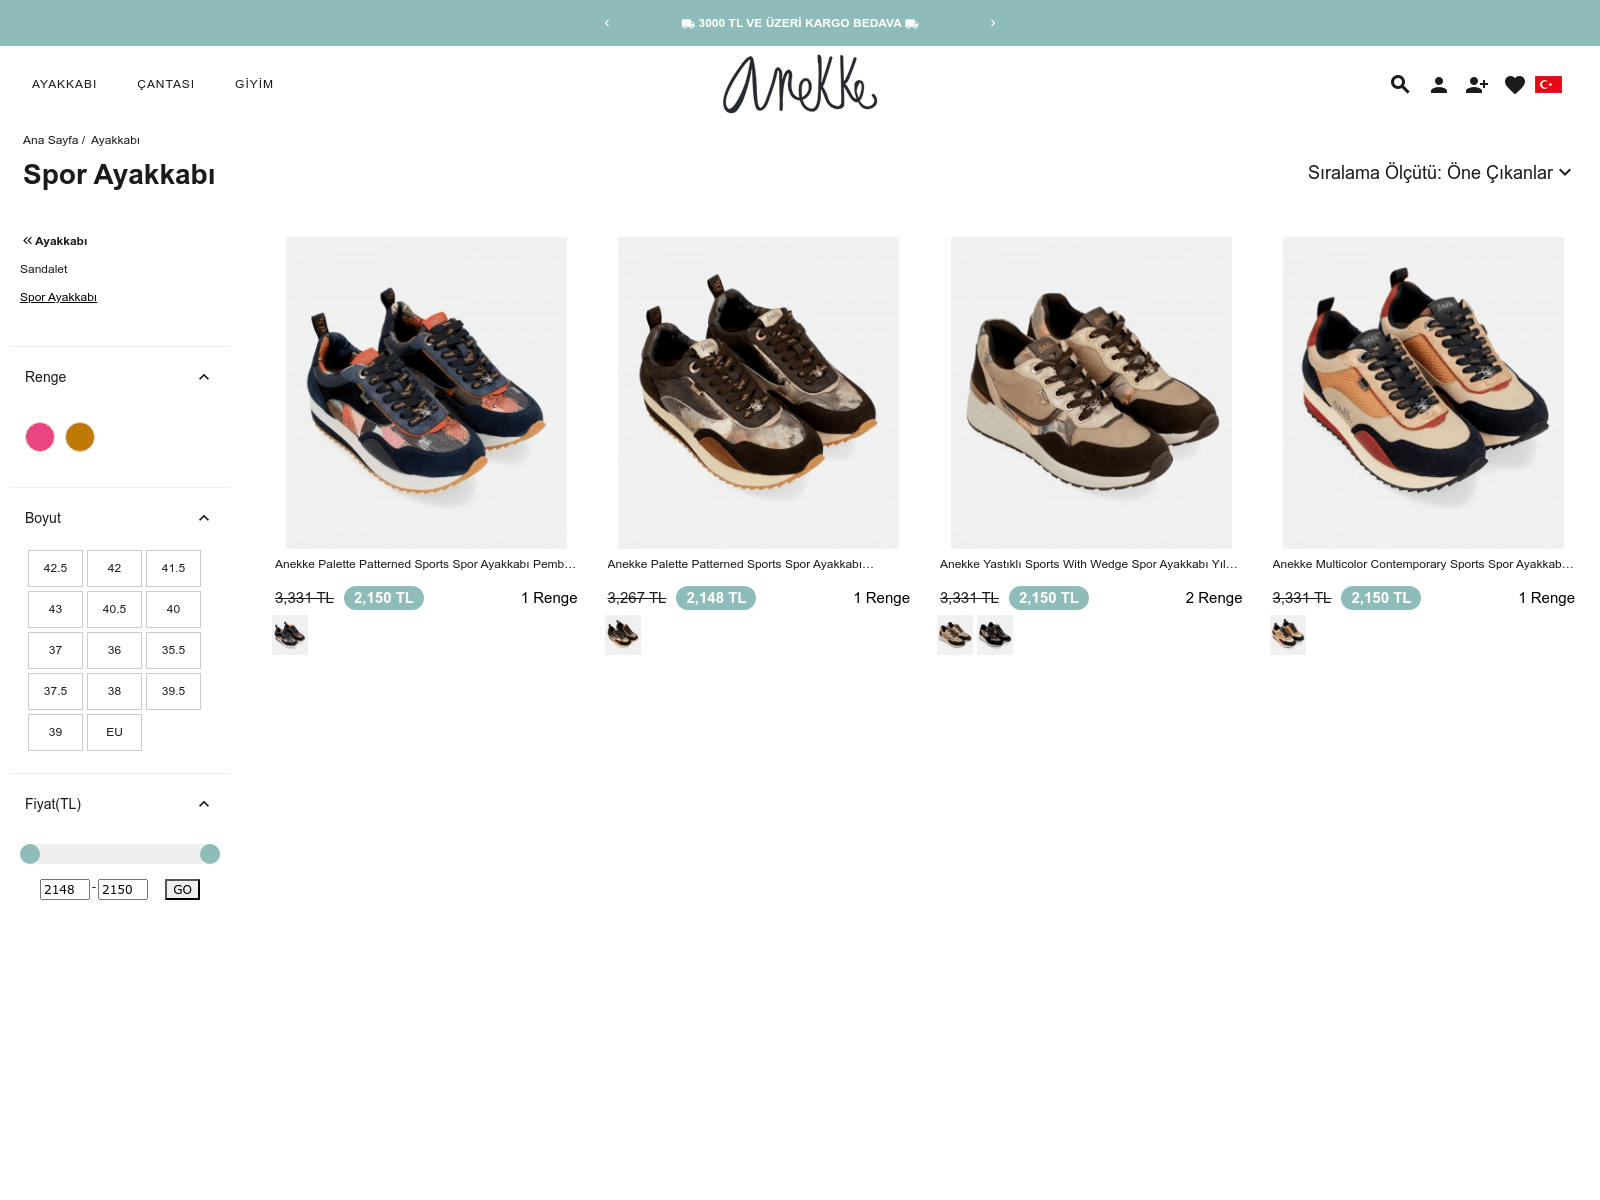 3000 TL VE ÜZERİ KARGO BEDAVA
AYAKKABI ÇANTASI GİYİM
Anekke
Ana Sayfa / Ayakkabı
Spor Ayakkabı
Sıralama Ölçütü: Öne Çıkanlar
Ayakkabı
Sandalet
Spor Ayakkabı
Renge
Boyut
42.5 42 41.5
43 40.5 40
37 36 35.5
37.5 38 39.5
39 EU
Fiyat(TL)
2148 - 2150 GO
Anekke Palette Patterned Sports Spor Ayakkabı Pemb...
3,331 TL 2,150 TL 1 Renge
Anekke Palette Patterned Sports Spor Ayakkabı...
3,267 TL 2,148 TL 1 Renge
Anekke Yastıklı Sports With Wedge Spor Ayakkabı Yıl...
3,331 TL 2,150 TL 2 Renge
Anekke Multicolor Contemporary Sports Spor Ayakkab...
3,331 TL 2,150 TL 1 Renge